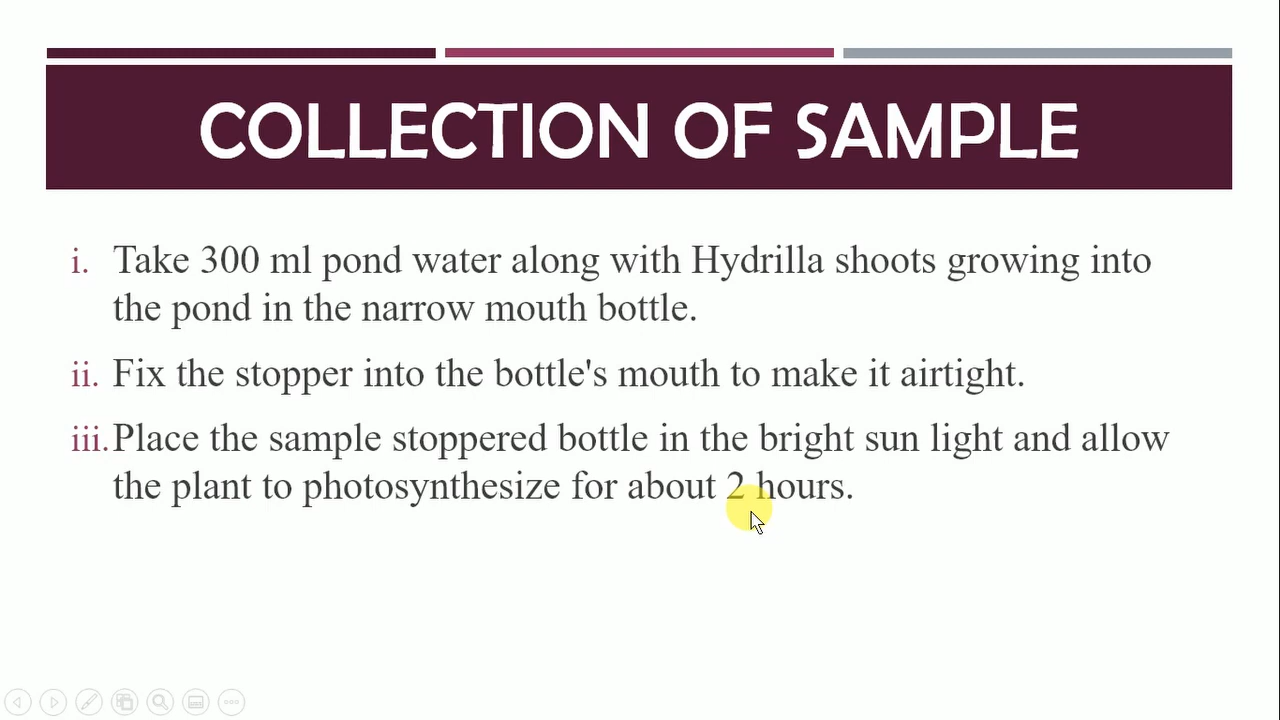 COLLECTION OF SAMPLE
i. Take 300 ml pond water along with Hydrilla shoots growing into
the pond in the narrow mouth bottle.
ii. Fix the stopper into the bottle's mouth to make it airtight.
iii. Place the sample stoppered bottle in the bright sun light and allow
the plant to photosynthesize for about 2 hours.